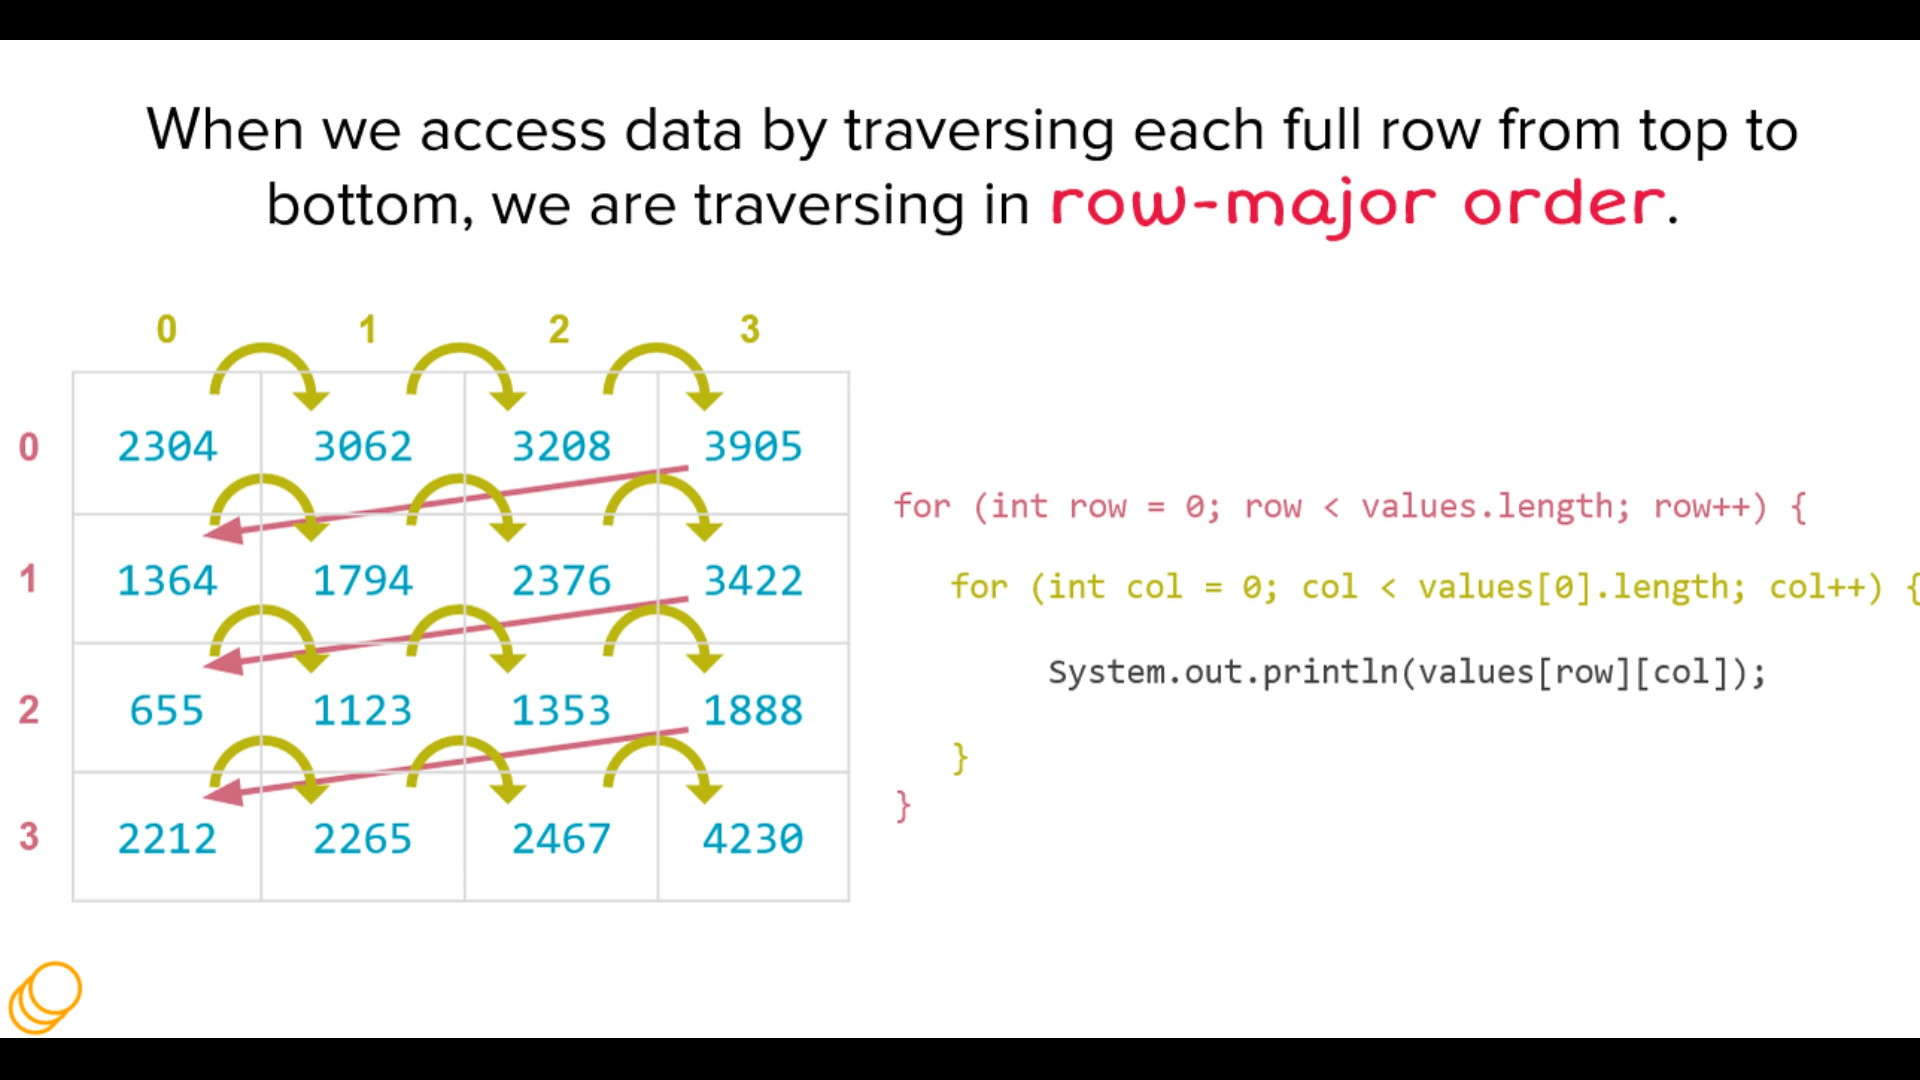 When we access data by traversing each full row from top to
bottom, we are traversing in row-major order.
0 1 2 3
0 2304 3062 3208 3905
1 1364 1794 2376 3422
2 655 1123 1353 1888
3 2212 2265 2467 4230
for (int row = 0; row < values.length; row++) {
for (int col = 0; col < values[0].length; col++) {
System.out.println(values[row][col]);
}
}